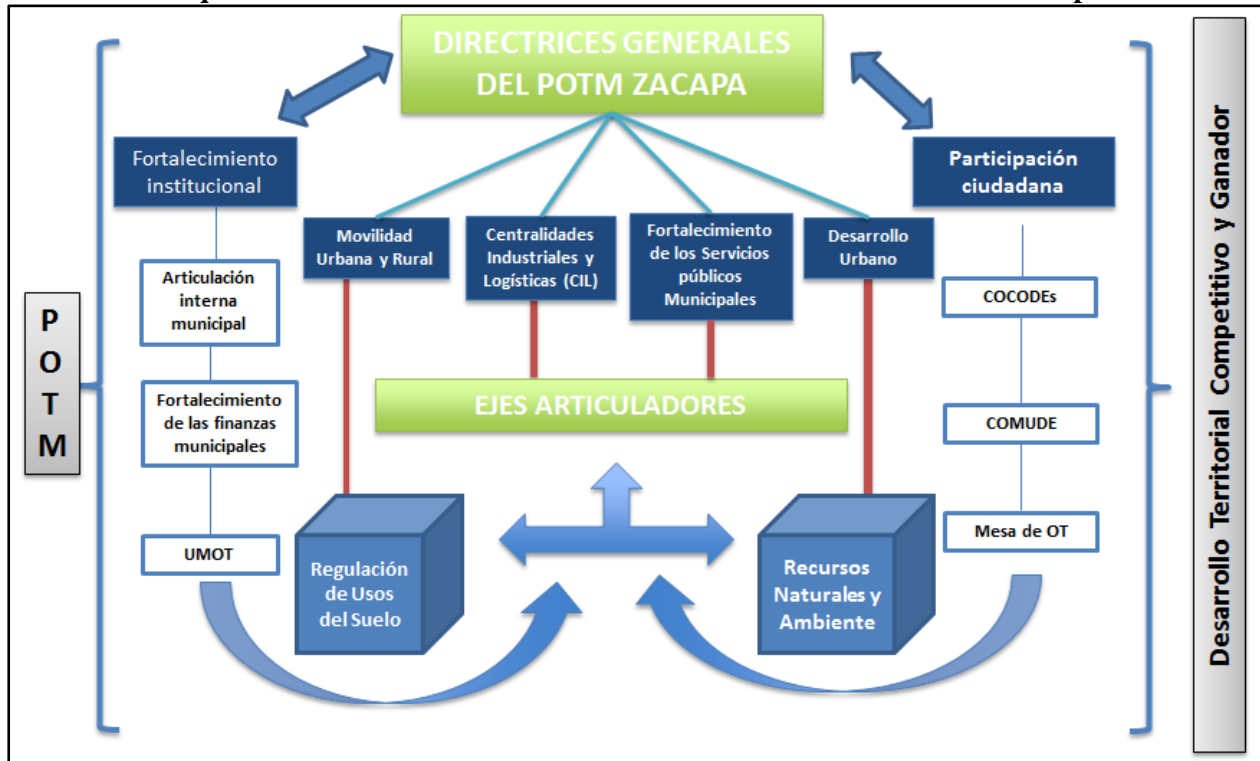 DIRECTRICES GENERALES
DEL POTM ZACAPA
Fortalecimiento
institucional
Participación
ciudadana
Movilidad
Urbana y Rural
Centralidades
Industriales y
Logísticas (CIL)
Fortalecimiento
de los Servicios
públicos
Municipales
Desarrollo
Urbano
Articulación
interna
municipal
COCODEs
P
O
T
M
Fortalecimiento
de las finanzas
municipales
EJES ARTICULADORES
COMUDE
UMOT
Mesa de OT
Regulación
de Usos
del Suelo
Recursos
Naturales y
Ambiente
Desarrollo Territorial Competitivo y Ganador